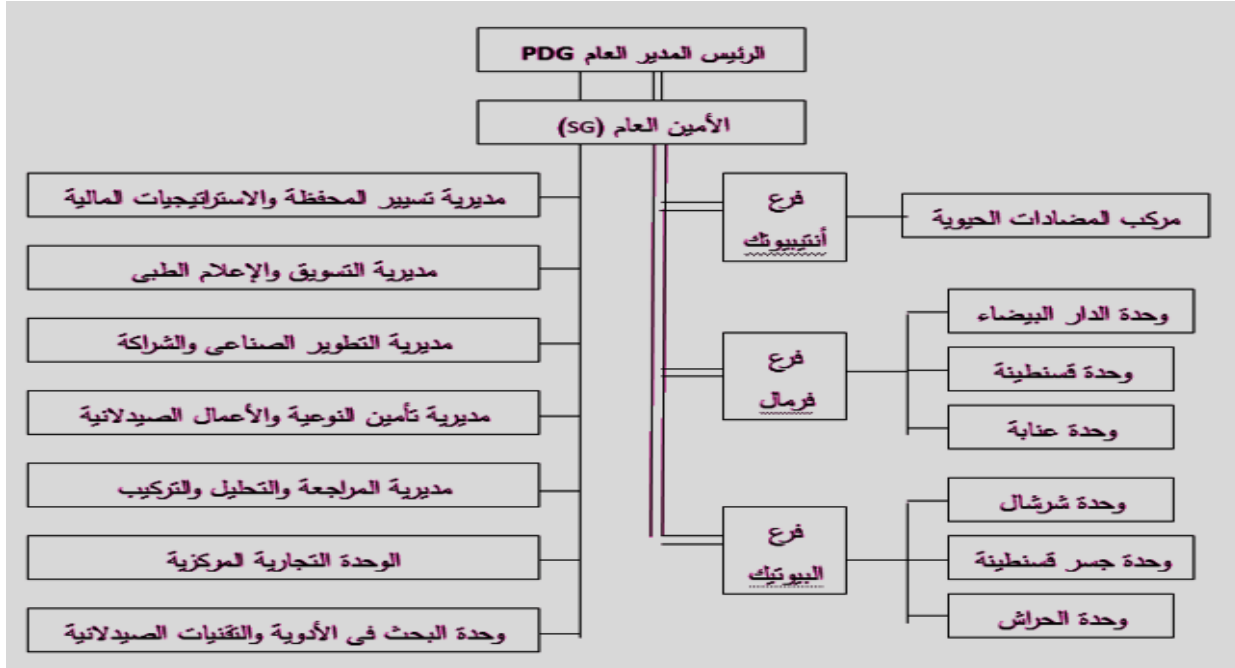 الرئيس المدير العام PDG
الأمين العام (SG)
مركب المضادات الحيوية
فرع
أنتيبيوتك
مديرية تسيير المحفظة والاستراتيجيات المالية
مديرية التسويق والإعلام الطبي
وحدة الدار البيضاء
وحدة قسنطينة
وحدة عنابة
فرع
فرمال
مديرية التطوير الصناعي والشراكة
مديرية تأمين النوعية والأعمال الصيدلانية
مديرية المراجعة والتحليل والتركيب
وحدة شرشال
وحدة جسر قسنطينة
وحدة الحراش
فرع
البيوتيك
الوحدة التجارية المركزية
وحدة البحث في الأدوية والتقنيات الصيدلانية